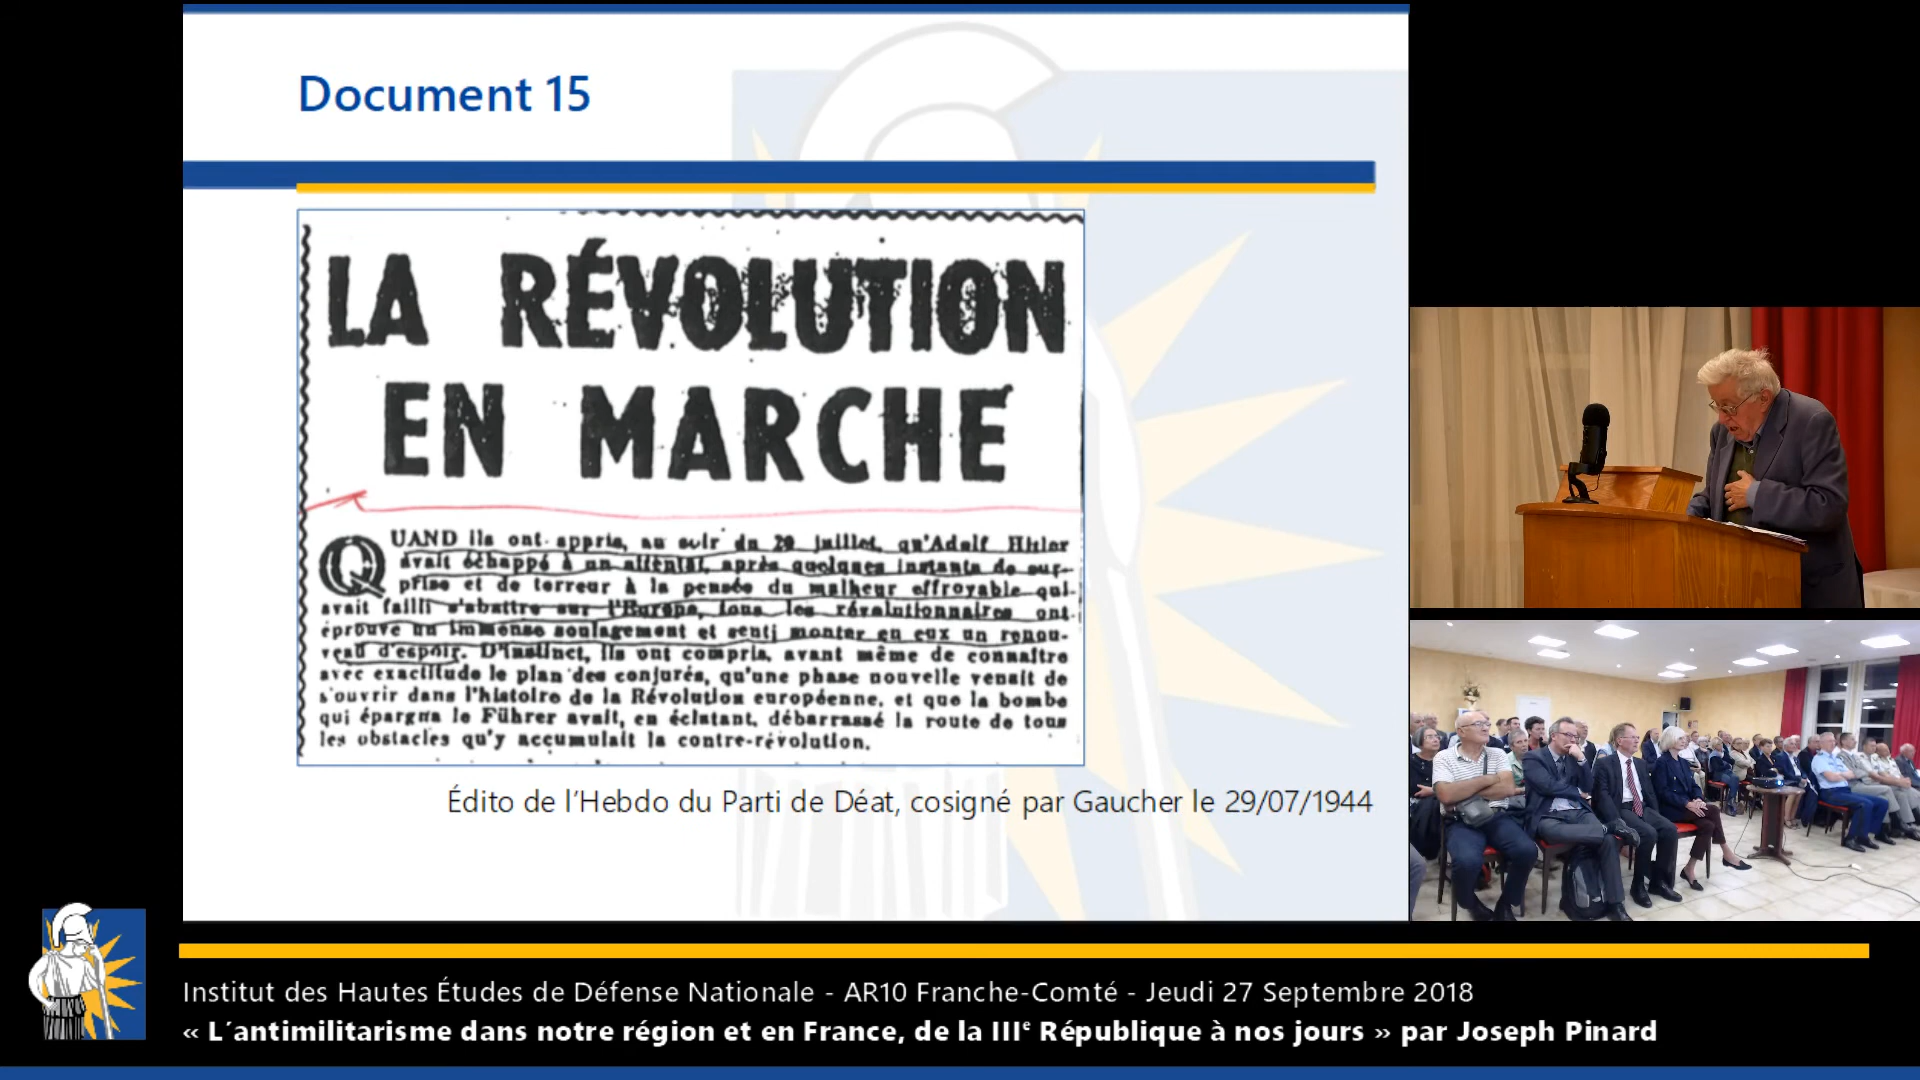 Document 15
LA RÉVOLUTION
EN MARCHE
QUAND ils ont appris, au soir du 20 juillet, qu'Adolf Hitler
avait échappé à un attentat, après quelques instants de sur-
prise et de terreur à la pensée du malheur effroyable qui
avait failli s'abattre sur l'Europe, tous les révolutionnaires ont
éprouvé un immense soulagement et senti monter en eux un renou-
veau d'espoir. D'instinct, ils ont compris, avant même de connaître
avec exactitude le plan des conjurés, qu'une phase nouvelle venait de
s'ouvrir dans l'histoire de la Révolution européenne, et que la bombe
qui épargna le Führer avait, en éclatant, débarrassé la route de tous
les obstacles qu'y accumulait la contre-révolution.
Édito de l'Hebdo du Parti de Déat, cosigné par Gaucher le 29/07/1944
Institut des Hautes Études de Défense Nationale - AR10 Franche-Comté - Jeudi 27 Septembre 2018
« L´antimilitarisme dans notre région et en France, de la IIIᵉ République à nos jours » par Joseph Pinard